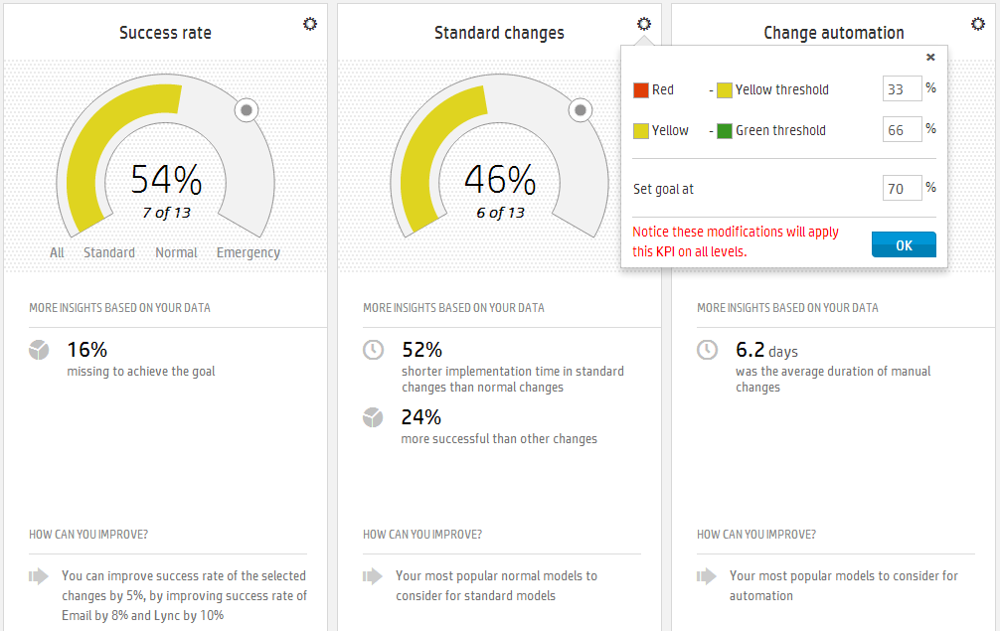 Success rate
54%
7 of 13
All Standard Normal Emergency
MORE INSIGHTS BASED ON YOUR DATA
16%
missing to achieve the goal
HOW CAN YOU IMPROVE?
You can improve success rate of the selected
changes by 5%, by improving success rate of
Email by 8% and Lync by 10%
Standard changes
46%
6 of 13
MORE INSIGHTS BASED ON YOUR DATA
52%
shorter implementation time in standard
changes than normal changes
24%
more successful than other changes
HOW CAN YOU IMPROVE?
Your most popular normal models to
consider for standard models
Change automation
Red - Yellow threshold 33 %
Yellow - Green threshold 66 %
Set goal at 70 %
Notice these modifications will apply
this KPI on all levels.
OK
MORE INSIGHTS BASED ON YOUR DATA
6.2 days
was the average duration of manual
changes
HOW CAN YOU IMPROVE?
Your most popular models to consider for
automation